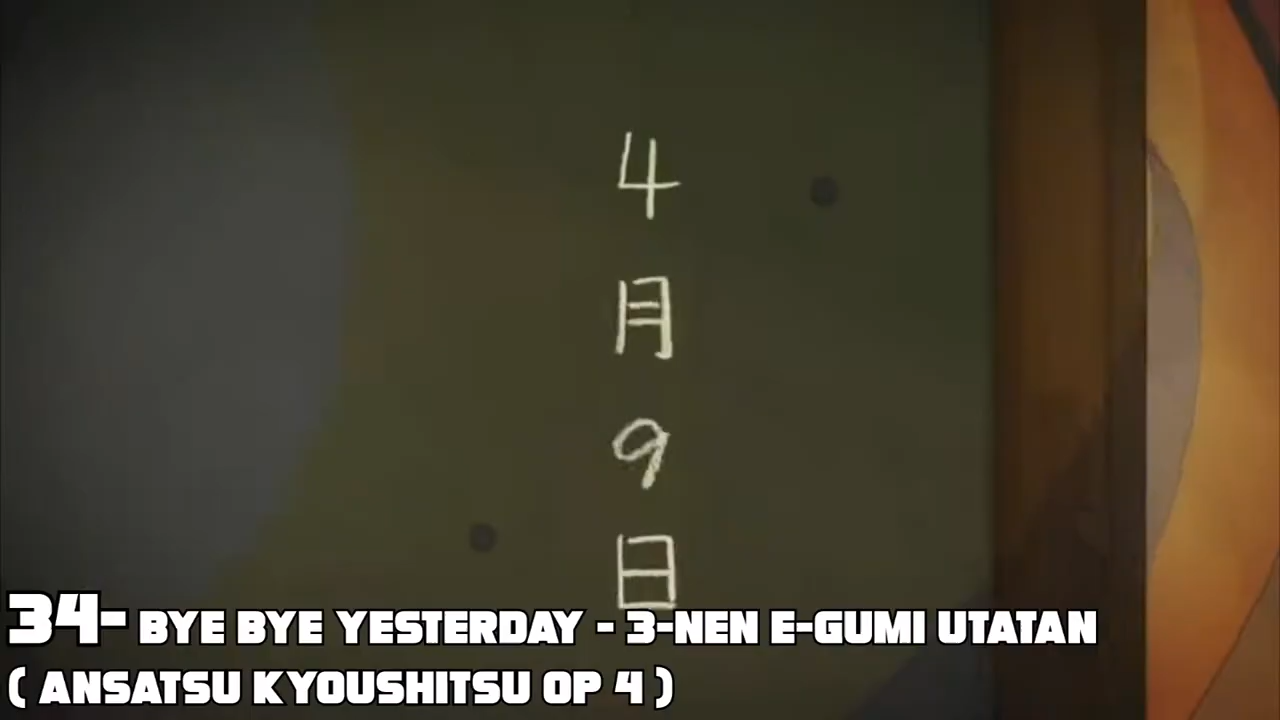 4月9日
34- BYE BYE YESTERDAY - 3-NEN E-GUMI UTATAN
( ANSATSU KYOUSHITSU OP 4 )